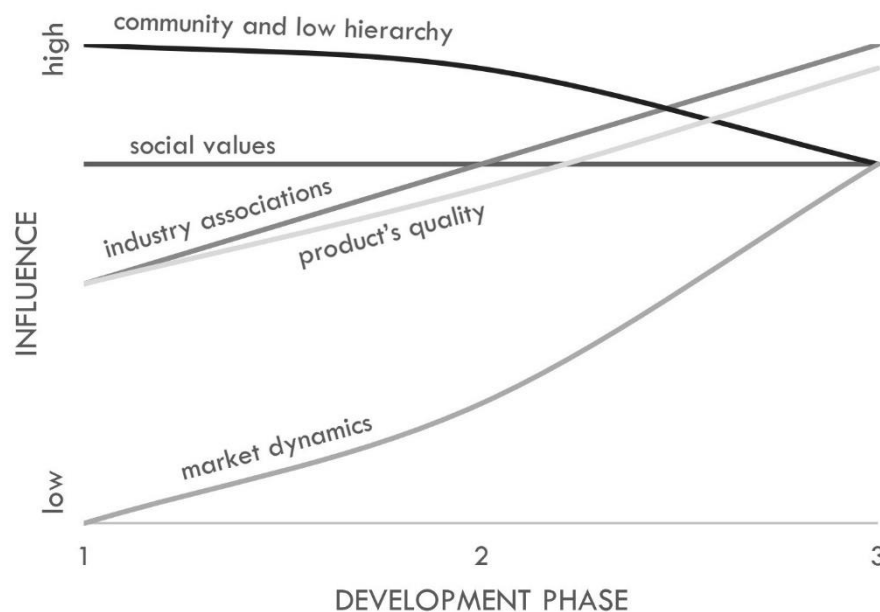 high
community and low hierarchy
social values
industry associations
product's quality
INFLUENCE
market dynamics
low
1
2
3
DEVELOPMENT PHASE